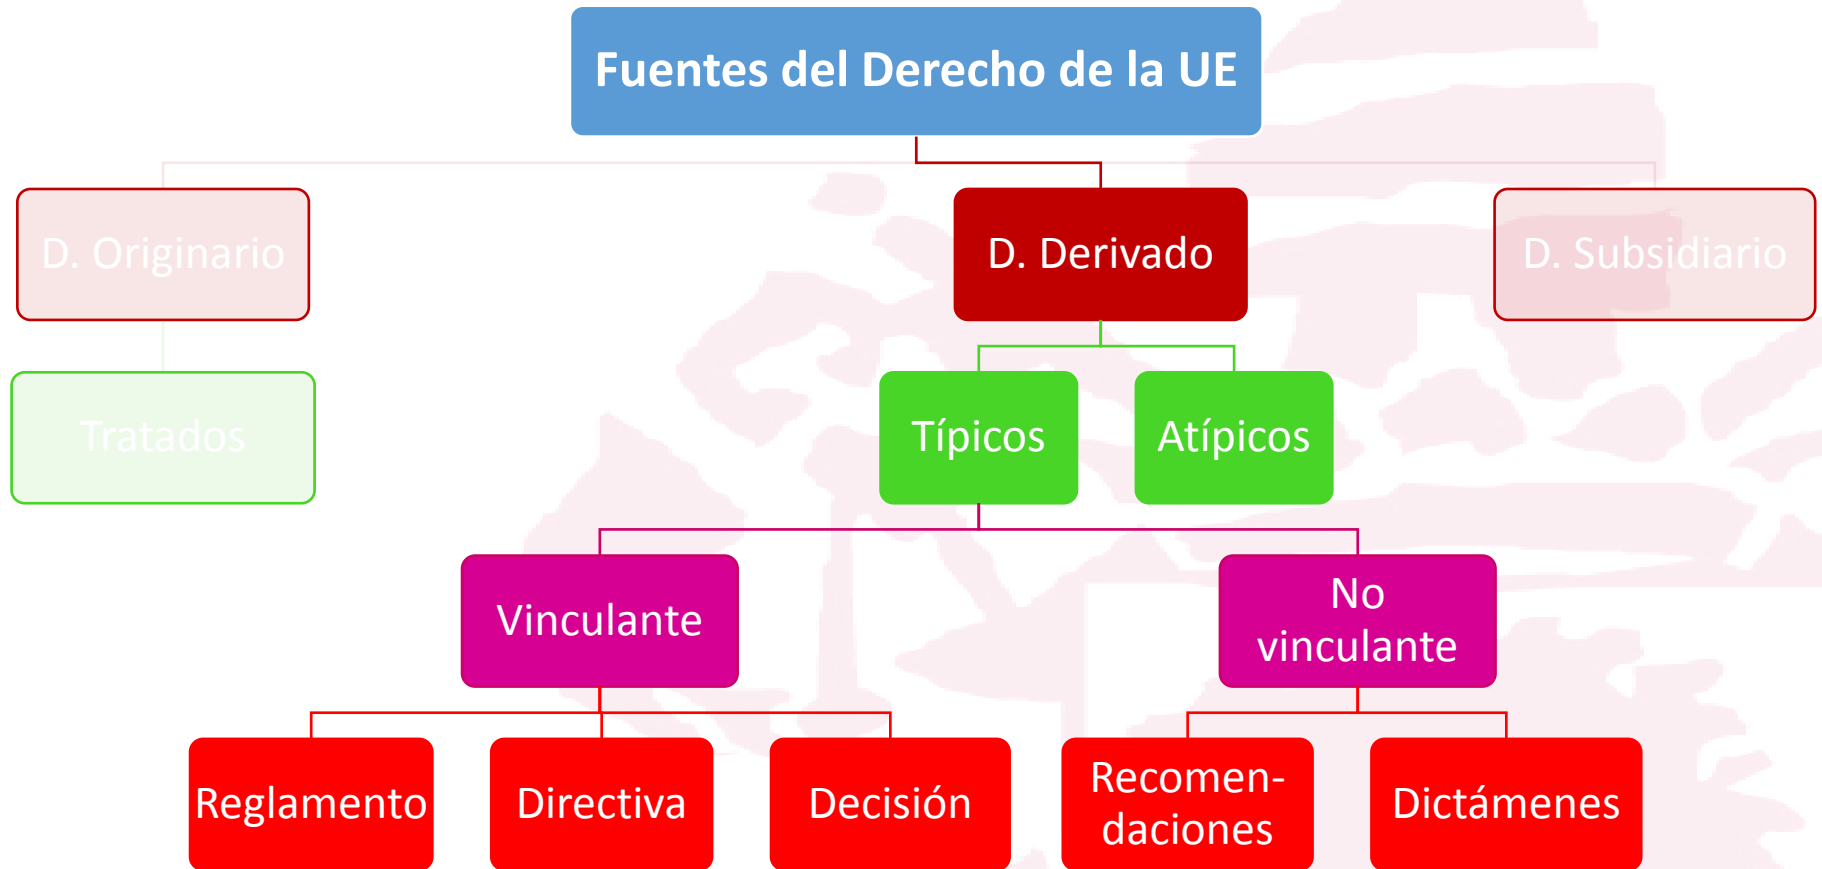 Fuentes del Derecho de la UE
D. Originario
D. Derivado
D. Subsidiario
Tratados
Típicos
Atípicos
Vinculante
No
vinculante
Reglamento
Directiva
Decisión
Recomen-
daciones
Dictámenes